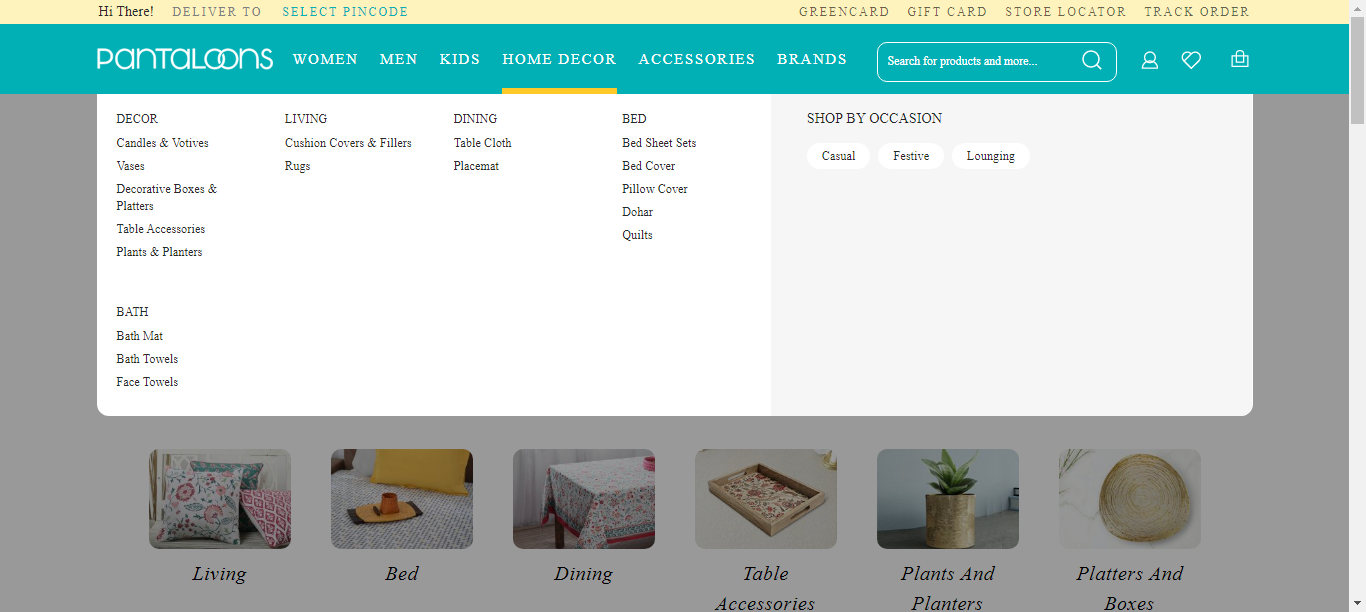 Hi There! DELIVER TO SELECT PINCODE GREENCARD GIFT CARD STORE LOCATOR TRACK ORDER
PANTALOONS WOMEN MEN KIDS HOME DECOR ACCESSORIES BRANDS Search for products and more...
DECOR
Candles & Votives
Vases
Decorative Boxes &
Platters
Table Accessories
Plants & Planters
LIVING
Cushion Covers & Fillers
Rugs
DINING
Table Cloth
Placemat
BED
Bed Sheet Sets
Bed Cover
Pillow Cover
Dohar
Quilts
BATH
Bath Mat
Bath Towels
Face Towels
SHOP BY OCCASION
Casual Festive Lounging
Living
Bed
Dining
Table
Accessories
Plants And
Planters
Platters And
Boxes